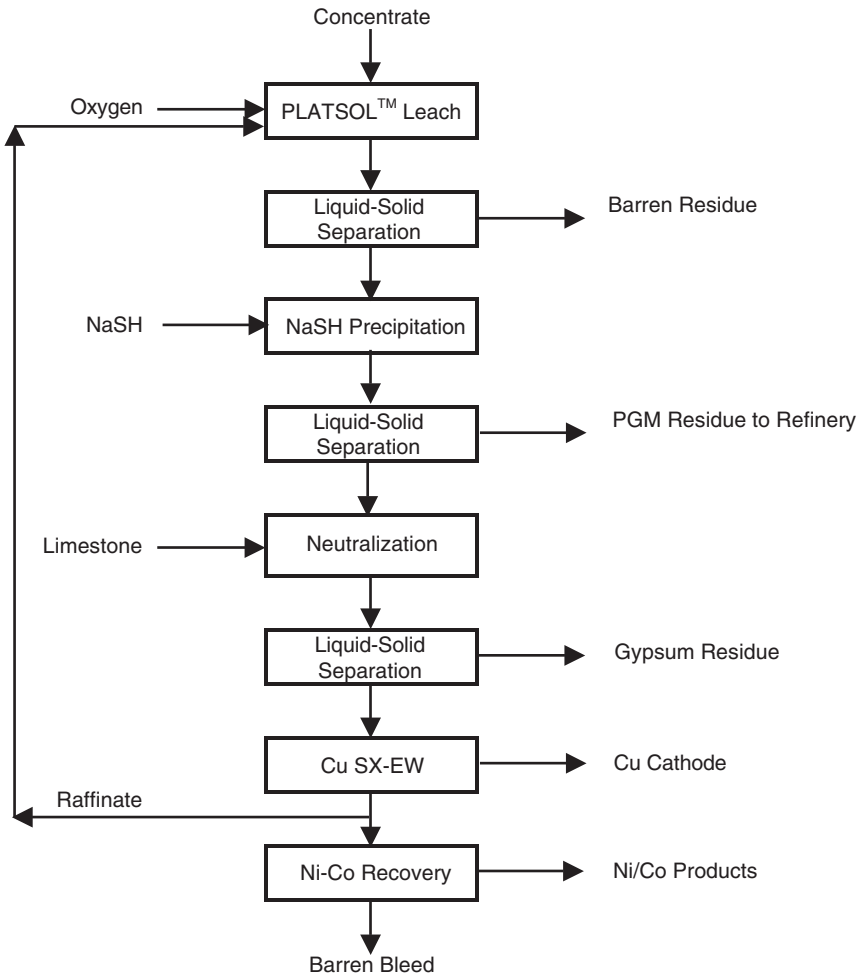 Concentrate
Oxygen
PLATSOL™ Leach
Liquid-Solid
Separation
Barren Residue
NaSH
NaSH Precipitation
Liquid-Solid
Separation
PGM Residue to Refinery
Limestone
Neutralization
Liquid-Solid
Separation
Gypsum Residue
Cu SX-EW
Cu Cathode
Raffinate
Ni-Co Recovery
Ni/Co Products
Barren Bleed